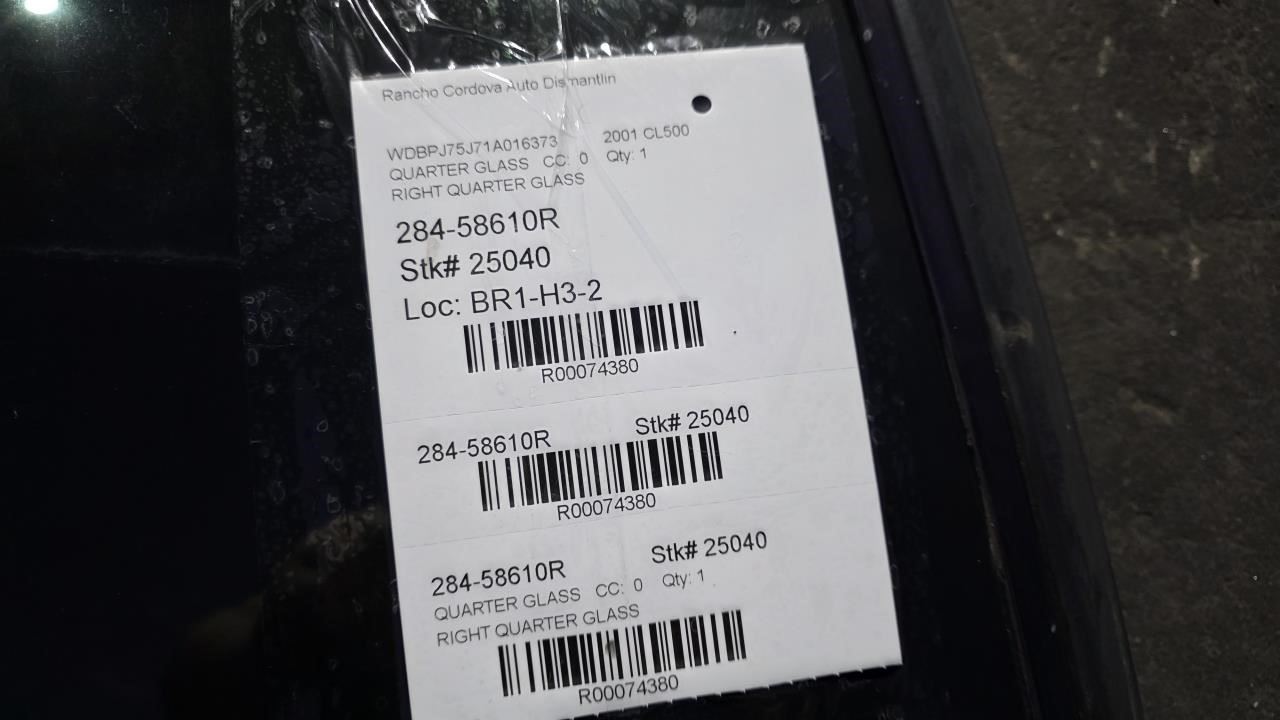 Rancho Cordova Auto Dismantlin
WDBPJ75J71A016373 2001 CL500
QUARTER GLASS CC: 0 Qty: 1
RIGHT QUARTER GLASS
284-58610R
Stk# 25040
Loc: BR1-H3-2
R00074380
284-58610R Stk# 25040
R00074380
284-58610R Stk# 25040
QUARTER GLASS CC: 0 Qty: 1
RIGHT QUARTER GLASS
R00074380